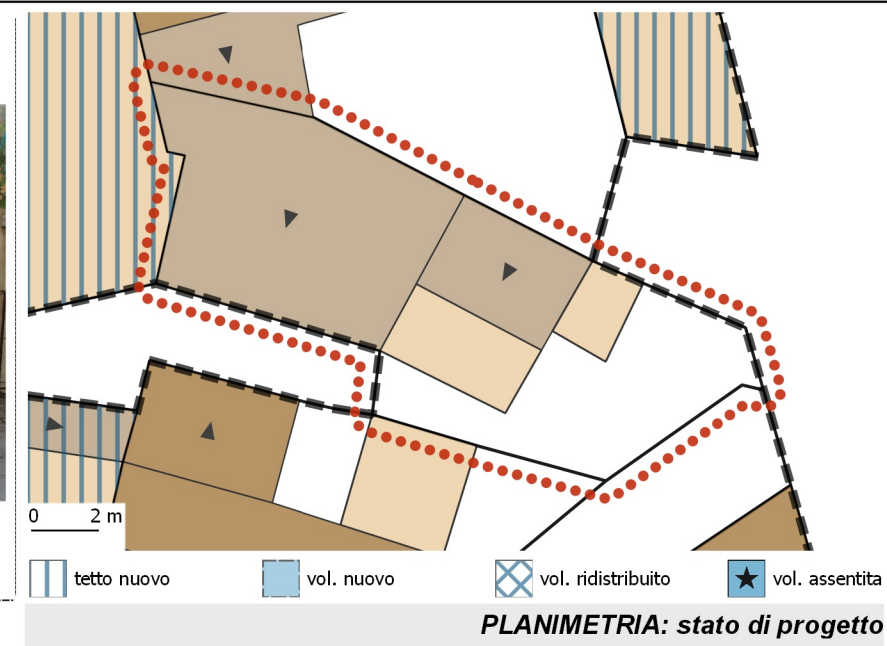 0 2 m
tetto nuovo
vol. nuovo
vol. ridistribuito
vol. assentita
PLANIMETRIA: stato di progetto